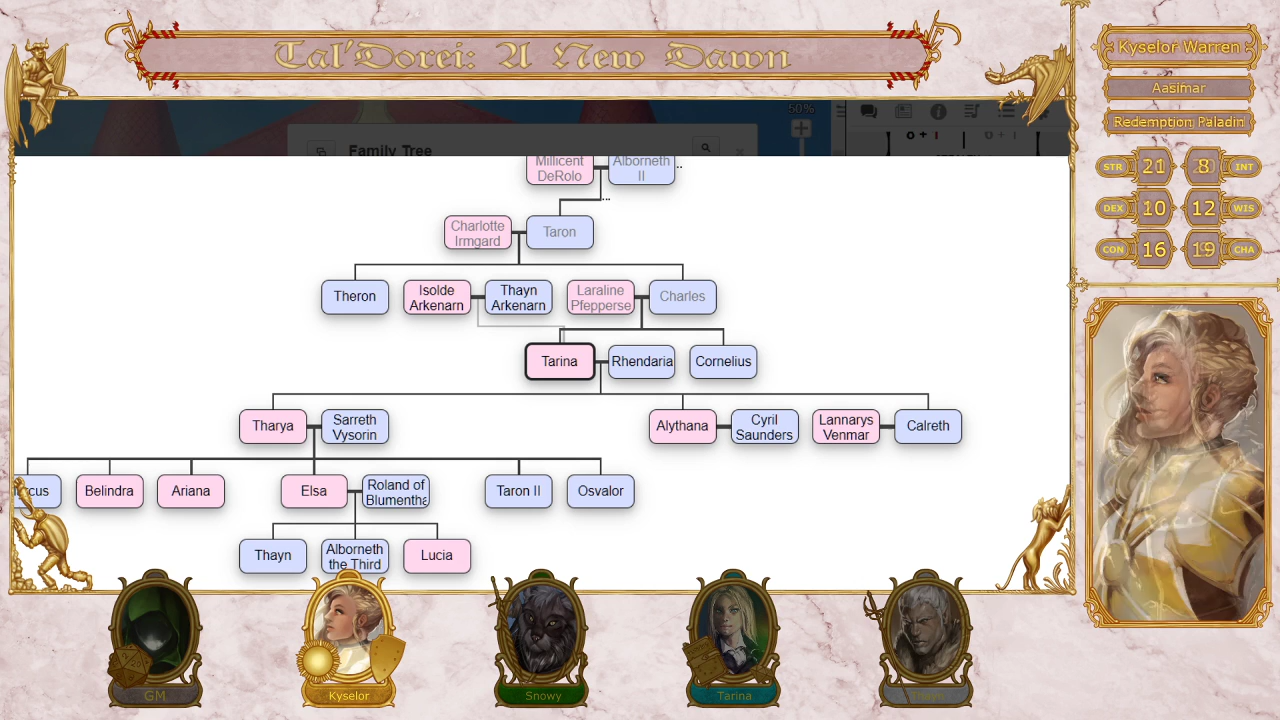 Tal'Dorei: A New Dawn
Kyselor Warren
Aasimar
Redemption Paladin
STR 21 8 INT
DEX 10 12 WIS
CON 16 19 CHA
50%
Family Tree
Millicent
DeRolo
Alborneth
II
Charlotte
Irmgard
Taron
Theron
Isolde
Arkenarn
Thayn
Arkenarn
Laraline
Pfepperse
Charles
Tarina
Rhendaria
Cornelius
Tharya
Sarreth
Vysorin
Alythana
Cyril
Saunders
Lannarys
Venmar
Calreth
Belindra
Ariana
Elsa
Roland of
Blumentha
Taron II
Osvalor
Thayn
Alborneth
the Third
Lucia
GM
Kyselor
Snowy
Tarina
Thayn